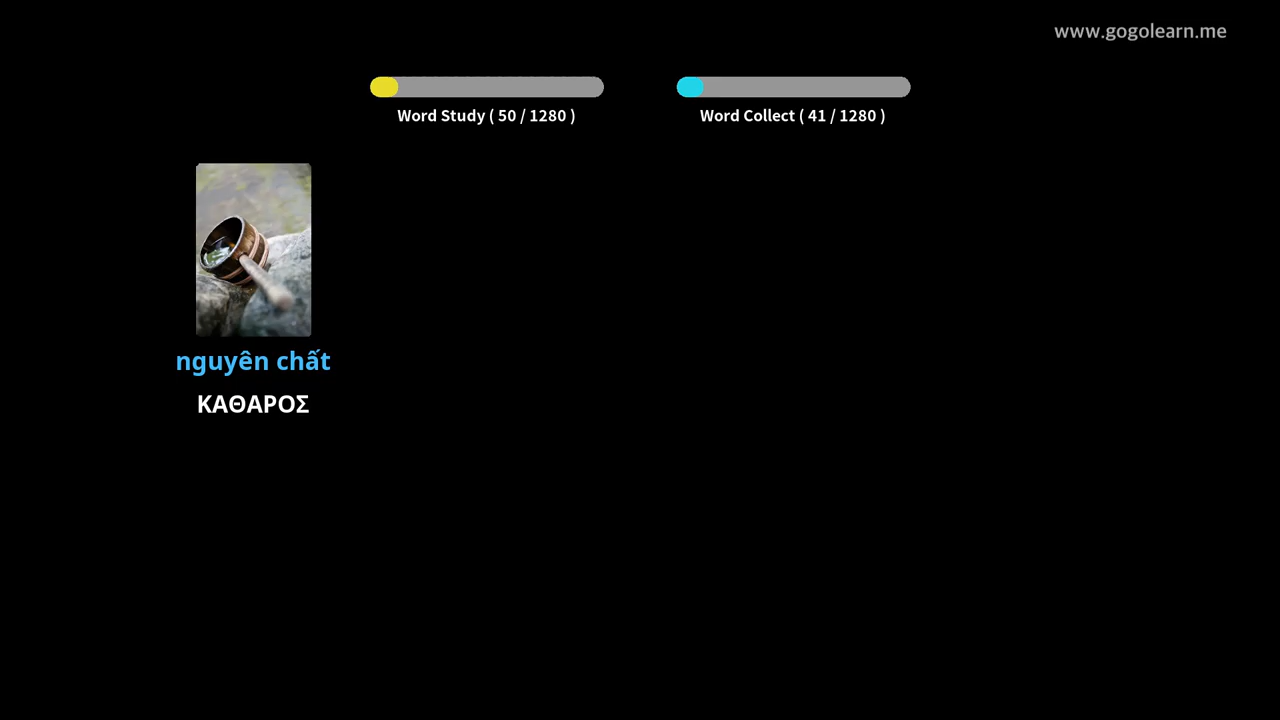 www.gogolearn.me
Word Study ( 50 / 1280 )
Word Collect ( 41 / 1280 )
nguyên chất
ΚΑΘΑΡΟΣ